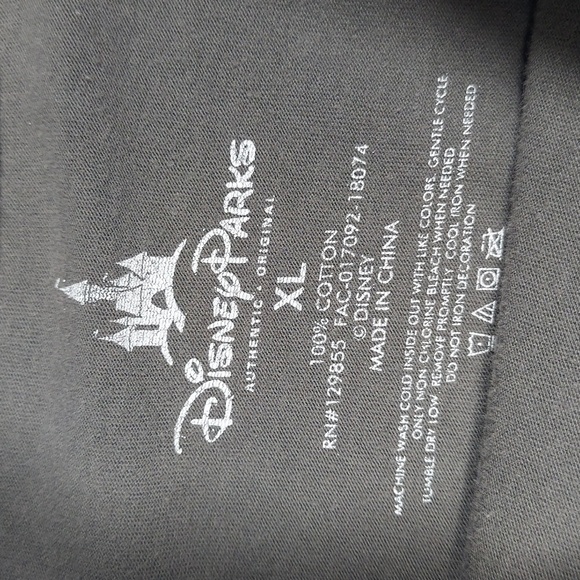 Disney Parks
AUTHENTIC • ORIGINAL
XL
100% COTTON
RN#129855 FAC-017092-18074
©DISNEY
MADE IN CHINA
MACHINE WASH COLD INSIDE OUT WITH LIKE COLORS, GENTLE CYCLE
ONLY NON CHLORINE BLEACH WHEN NEEDED
TUMBLE DRY LOW REMOVE PROMPTLY COOL IRON WHEN NEEDED
DO NOT IRON DECORATION